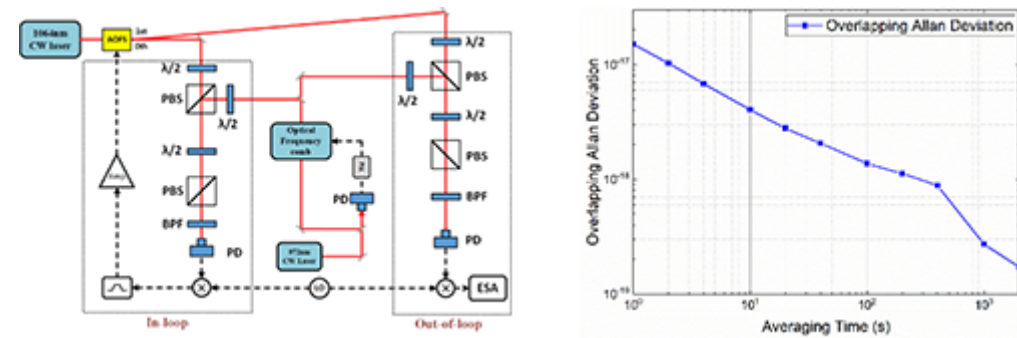 1064nm
CW laser
AOFS
1st
0th
λ/2
PBS
λ/2
λ/2
PBS
BPF
PD
In-loop
Optical
Frequency
comb
PD
972nm
CW Laser
λ/2
λ/2
PBS
λ/2
PBS
BPF
PD
ESA
Out-of-loop
Overlapping Allan Deviation
Overlapping Allan Deviation
10⁻¹⁷
10⁻¹⁸
10⁻¹⁹
10⁰
10¹
10²
10³
Averaging Time (s)